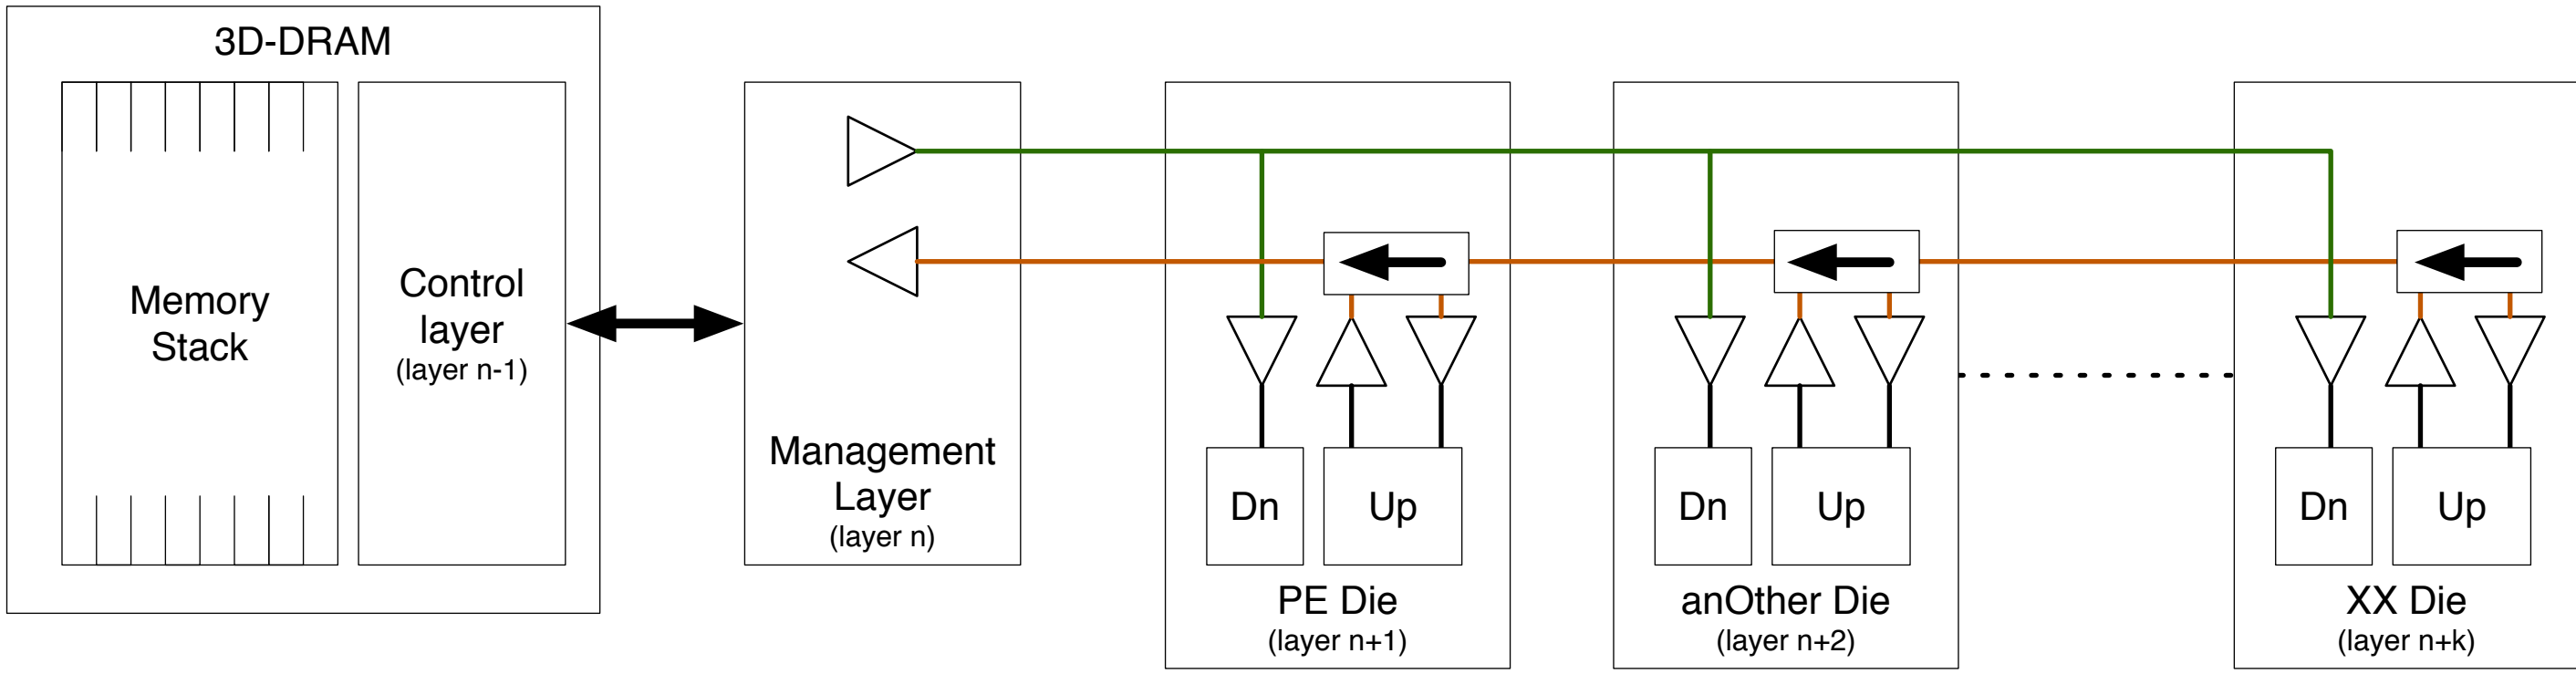 3D-DRAM
Memory
Stack
Control
layer
(layer n-1)
Management
Layer
(layer n)
Dn
Up
PE Die
(layer n+1)
Dn
Up
anOther Die
(layer n+2)
Dn
Up
XX Die
(layer n+k)